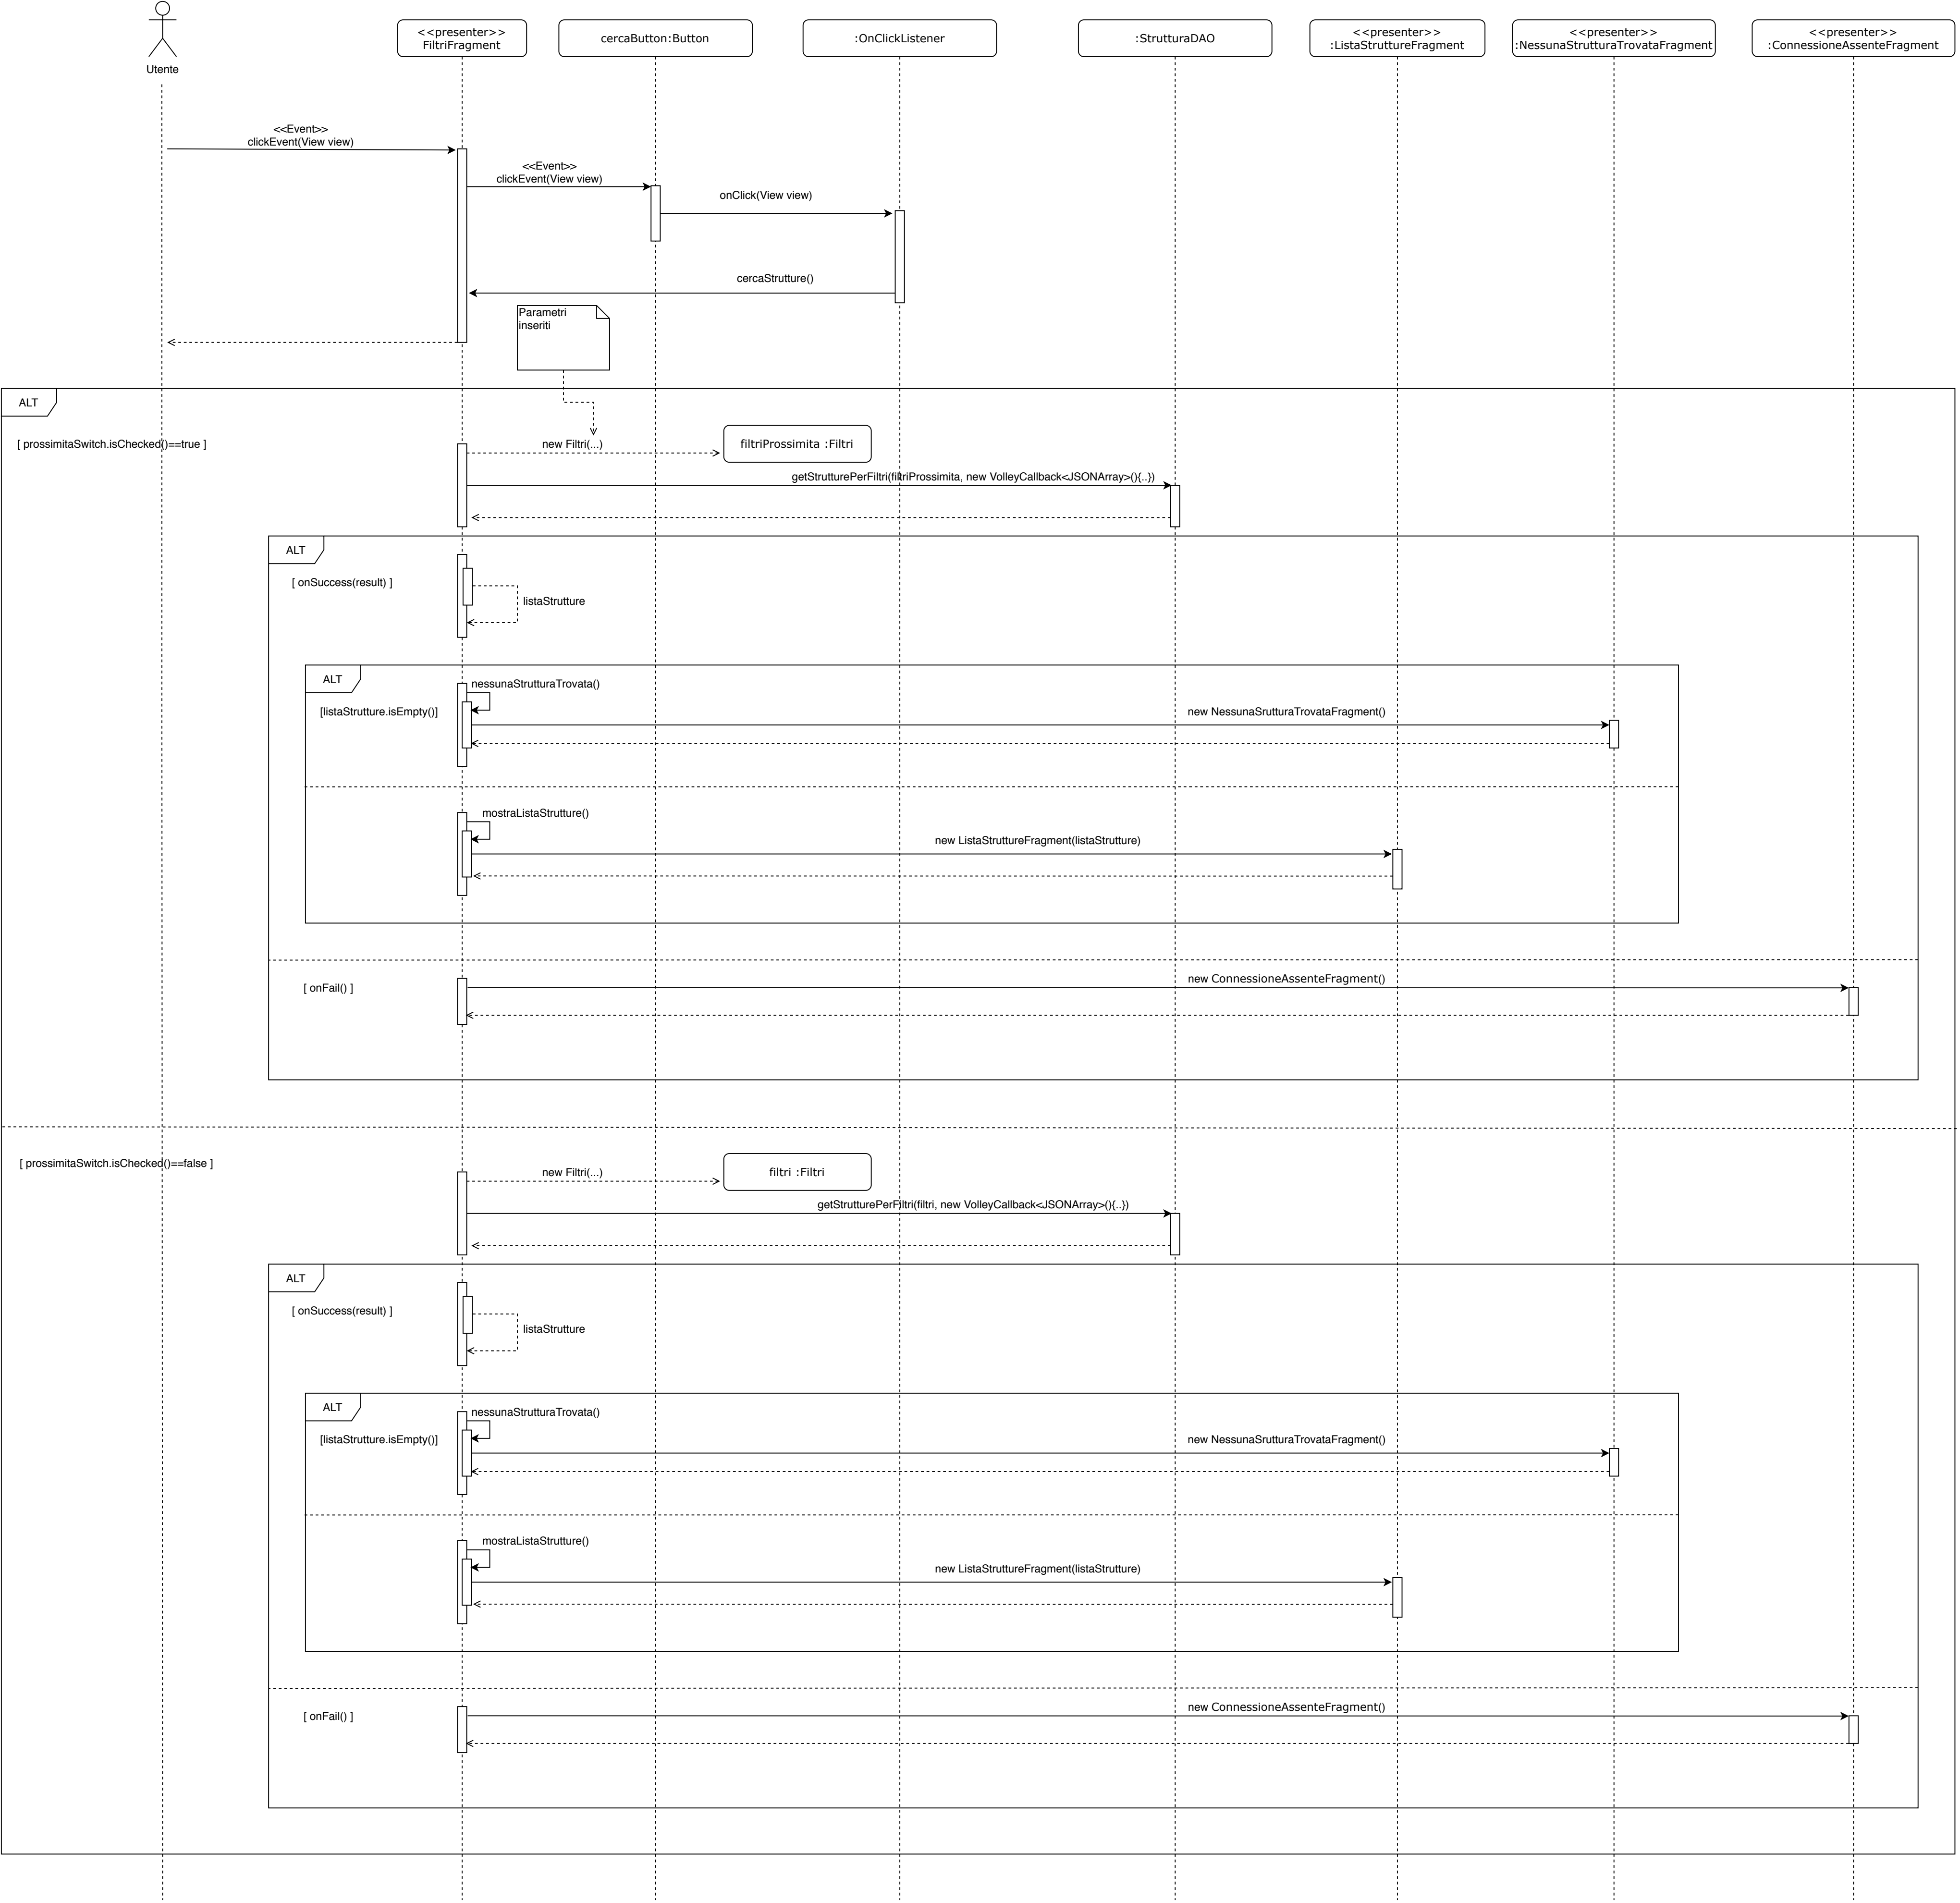 Utente
<<presenter>>
FiltriFragment
cercaButton:Button
:OnClickListener
:StrutturaDAO
<<presenter>>
:ListaStruttureFragment
<<presenter>>
:NessunaStrutturaTrovataFragment
<<presenter>>
:ConnessioneAssenteFragment
<<Event>>
clickEvent(View view)
<<Event>>
clickEvent(View view)
onClick(View view)
cercaStrutture()
Parametri
inseriti
ALT
[ prossimitaSwitch.isChecked()==true ]
new Filtri(...)
filtriProssimita :Filtri
getStrutturePerFiltri(filtriProssimita, new VolleyCallback<JSONArray>(){..})
ALT
[ onSuccess(result) ]
listaStrutture
ALT
nessunaStrutturaTrovata()
[listaStrutture.isEmpty()]
new NessunaSrutturaTrovataFragment()
mostraListaStrutture()
new ListaStruttureFragment(listaStrutture)
new ConnessioneAssenteFragment()
[ onFail() ]
[ prossimitaSwitch.isChecked()==false ]
new Filtri(...)
filtri :Filtri
getStrutturePerFiltri(filtri, new VolleyCallback<JSONArray>(){..})
ALT
[ onSuccess(result) ]
listaStrutture
ALT
nessunaStrutturaTrovata()
[listaStrutture.isEmpty()]
new NessunaSrutturaTrovataFragment()
mostraListaStrutture()
new ListaStruttureFragment(listaStrutture)
new ConnessioneAssenteFragment()
[ onFail() ]